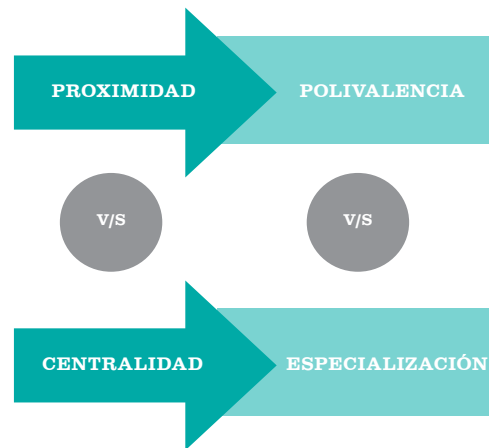 PROXIMIDAD
POLIVALENCIA
V/S
V/S
CENTRALIDAD
ESPECIALIZACIÓN